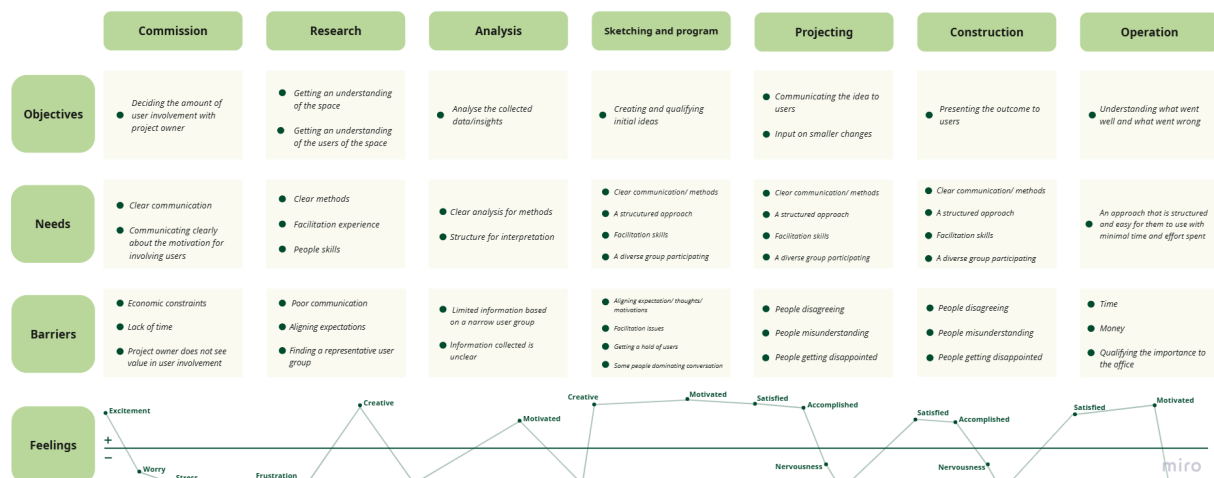 Commission
Research
Analysis
Sketching and program
Projecting
Construction
Operation
Objectives
Deciding the amount of
user involvement with
project owner
Getting an understanding
of the space
Getting an understanding
of the users of the space
Analyse the collected
data/insights
Creating and qualifying
initial ideas
Communicating the idea to
users
Input on smaller changes
Presenting the outcome to
users
Understanding what went
well and what went wrong
Needs
Clear communication
Communicating clearly
about the motivation for
involving users
Clear methods
Facilitation experience
People skills
Clear analysis for methods
Structure for interpretation
Clear communication/ methods
A strucutured approach
Facilitation skills
A diverse group participating
Clear communication/ methods
A structured approach
Facilitation skills
A diverse group participating
Clear communication/ methods
A structured approach
Facilitation skills
A diverse group participating
An approach that is structured
and easy for them to use with
minimal time and effort spent
Barriers
Economic constraints
Lack of time
Project owner does not see
value in user involvement
Poor communication
Aligning expectations
Finding a representative user
group
Limited information based
on a narrow user group
Information collected is
unclear
Aligning expectation/ thoughts/
motivations
Facilitation issues
Getting a hold of users
Some people dominating conversation
People disagreeing
People misunderstanding
People getting disappointed
People disagreeing
People misunderstanding
People getting disappointed
Time
Money
Qualifying the importance to
the office
Feelings
+
−
Excitement
Worry
Stress
Frustration
Creative
Motivated
Creative
Motivated
Satisfied
Accomplished
Nervousness
Satisfied
Accomplished
Nervousness
Satisfied
Motivated
miro